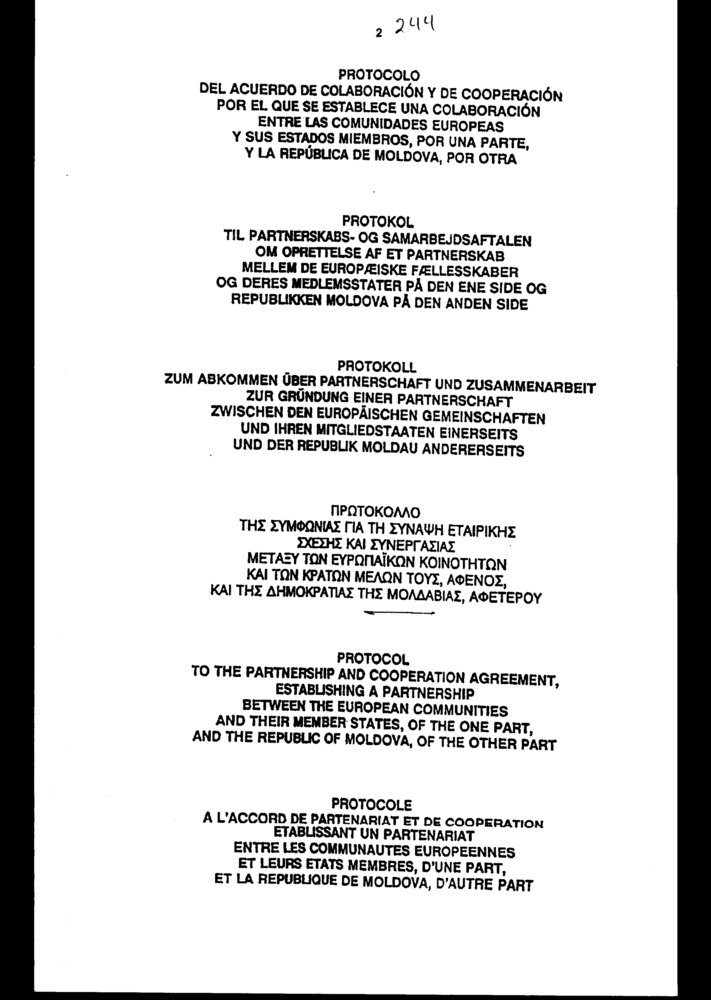 2 244
PROTOCOLO
DEL ACUERDO DE COLABORACIÓN Y DE COOPERACIÓN
POR EL QUE SE ESTABLECE UNA COLABORACIÓN
ENTRE LAS COMUNIDADES EUROPEAS
Y SUS ESTADOS MIEMBROS, POR UNA PARTE,
Y LA REPÚBLICA DE MOLDOVA, POR OTRA
PROTOKOL
TIL PARTNERSKABS- OG SAMARBEJDSAFTALEN
OM OPRETTELSE AF ET PARTNERSKAB
MELLEM DE EUROPÆISKE FÆLLESSKABER
OG DERES MEDLEMSSTATER PÅ DEN ENE SIDE OG
REPUBLIKKEN MOLDOVA PÅ DEN ANDEN SIDE
PROTOKOLL
ZUM ABKOMMEN ÜBER PARTNERSCHAFT UND ZUSAMMENARBEIT
ZUR GRÜNDUNG EINER PARTNERSCHAFT
ZWISCHEN DEN EUROPÄISCHEN GEMEINSCHAFTEN
UND IHREN MITGLIEDSTAATEN EINERSEITS
UND DER REPUBLIK MOLDAU ANDERERSEITS
ΠΡΩΤΟΚΟΛΛΟ
ΤΗΣ ΣΥΜΦΩΝΙΑΣ ΓΙΑ ΤΗ ΣΥΝΑΨΗ ΕΤΑΙΡΙΚΗΣ
ΣΧΕΣΗΣ ΚΑΙ ΣΥΝΕΡΓΑΣΙΑΣ
ΜΕΤΑΞΥ ΤΩΝ ΕΥΡΩΠΑΪΚΩΝ ΚΟΙΝΟΤΗΤΩΝ
ΚΑΙ ΤΩΝ ΚΡΑΤΩΝ ΜΕΛΩΝ ΤΟΥΣ, ΑΦΕΝΟΣ,
ΚΑΙ ΤΗΣ ΔΗΜΟΚΡΑΤΙΑΣ ΤΗΣ ΜΟΛΔΑΒΙΑΣ, ΑΦΕΤΕΡΟΥ
PROTOCOL
TO THE PARTNERSHIP AND COOPERATION AGREEMENT,
ESTABLISHING A PARTNERSHIP
BETWEEN THE EUROPEAN COMMUNITIES
AND THEIR MEMBER STATES, OF THE ONE PART,
AND THE REPUBLIC OF MOLDOVA, OF THE OTHER PART
PROTOCOLE
A L'ACCORD DE PARTENARIAT ET DE COOPERATION
ETABLISSANT UN PARTENARIAT
ENTRE LES COMMUNAUTES EUROPEENNES
ET LEURS ETATS MEMBRES, D'UNE PART,
ET LA REPUBLIQUE DE MOLDOVA, D'AUTRE PART